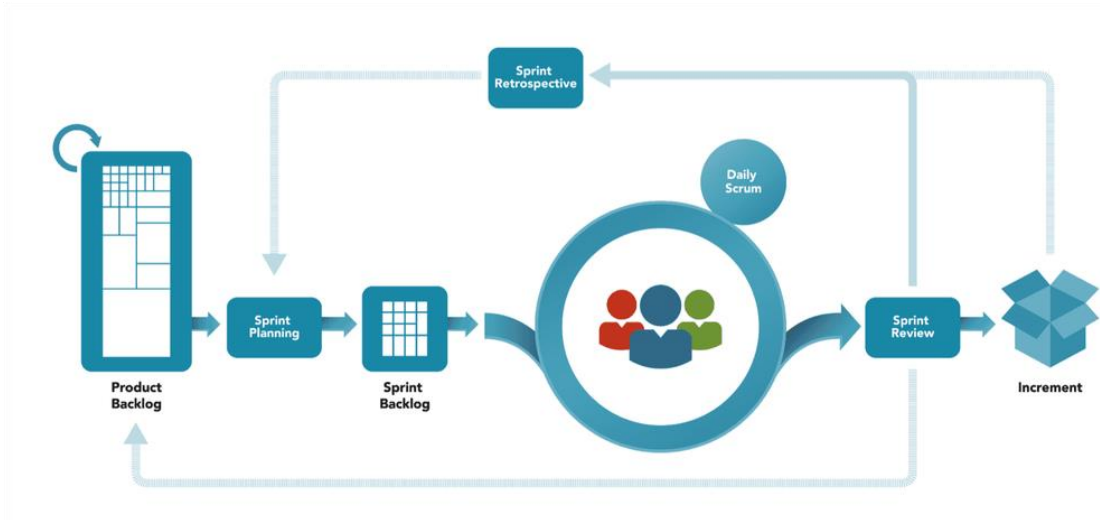 Sprint
Retrospective
Daily
Scrum
Sprint
Planning
Sprint
Review
Product
Backlog
Sprint
Backlog
Increment